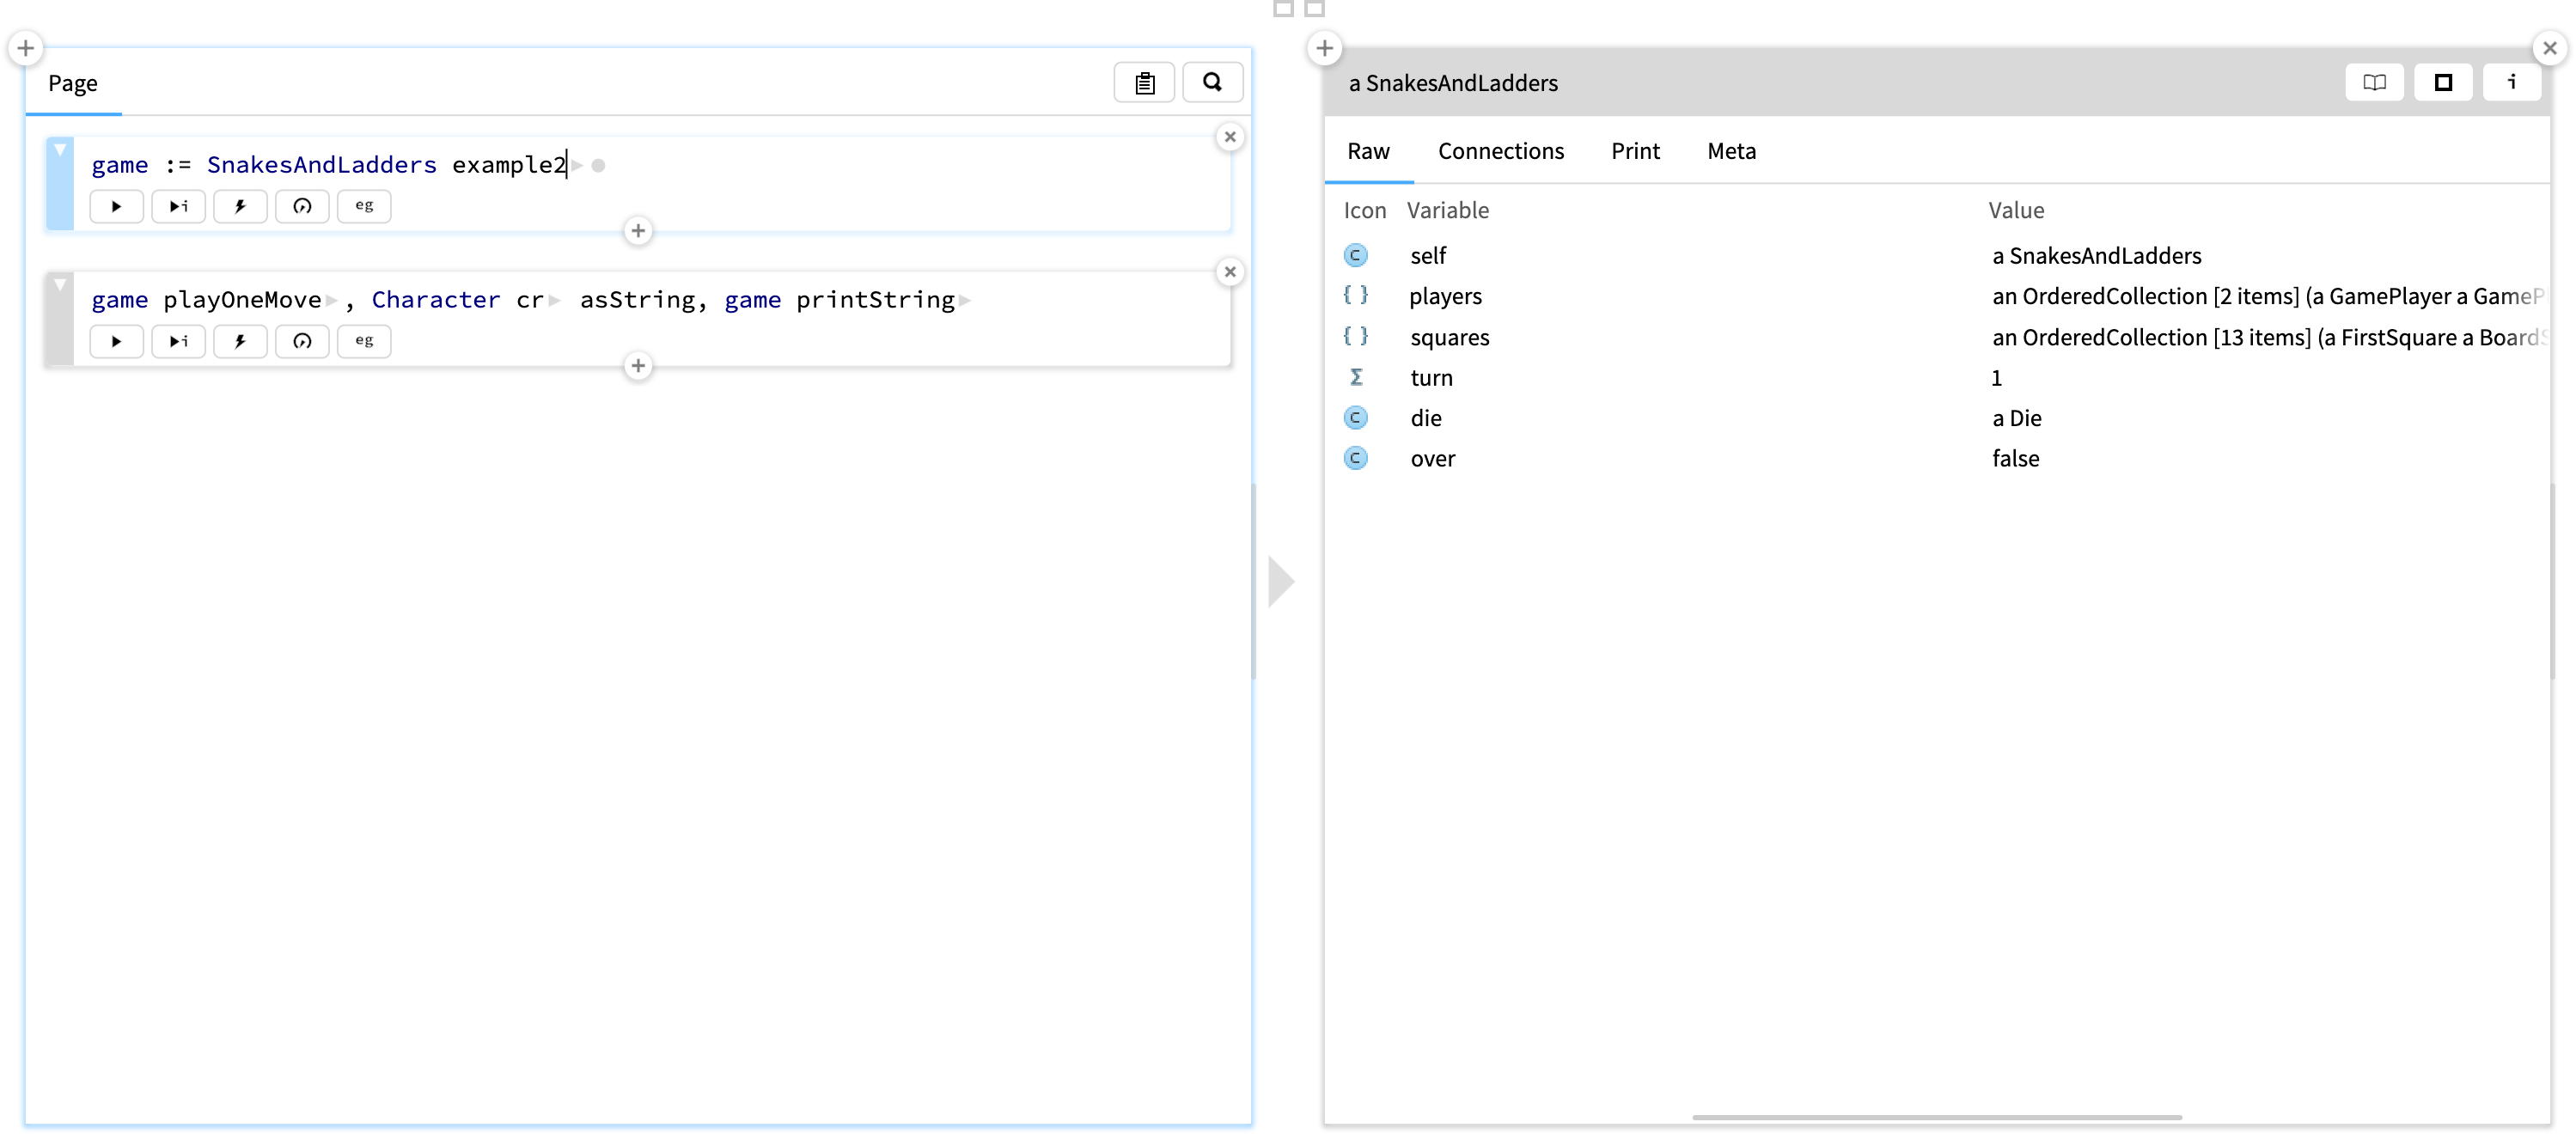 Page
game := SnakesAndLadders example2
i
eg
game playOneMove , Character cr asString, game printString
i
eg
a SnakesAndLadders
i
Raw Connections Print Meta
Icon Variable Value
C self a SnakesAndLadders
{ } players an OrderedCollection [2 items] (a GamePlayer a GameP
{ } squares an OrderedCollection [13 items] (a FirstSquare a BoardS
Σ turn 1
C die a Die
C over false